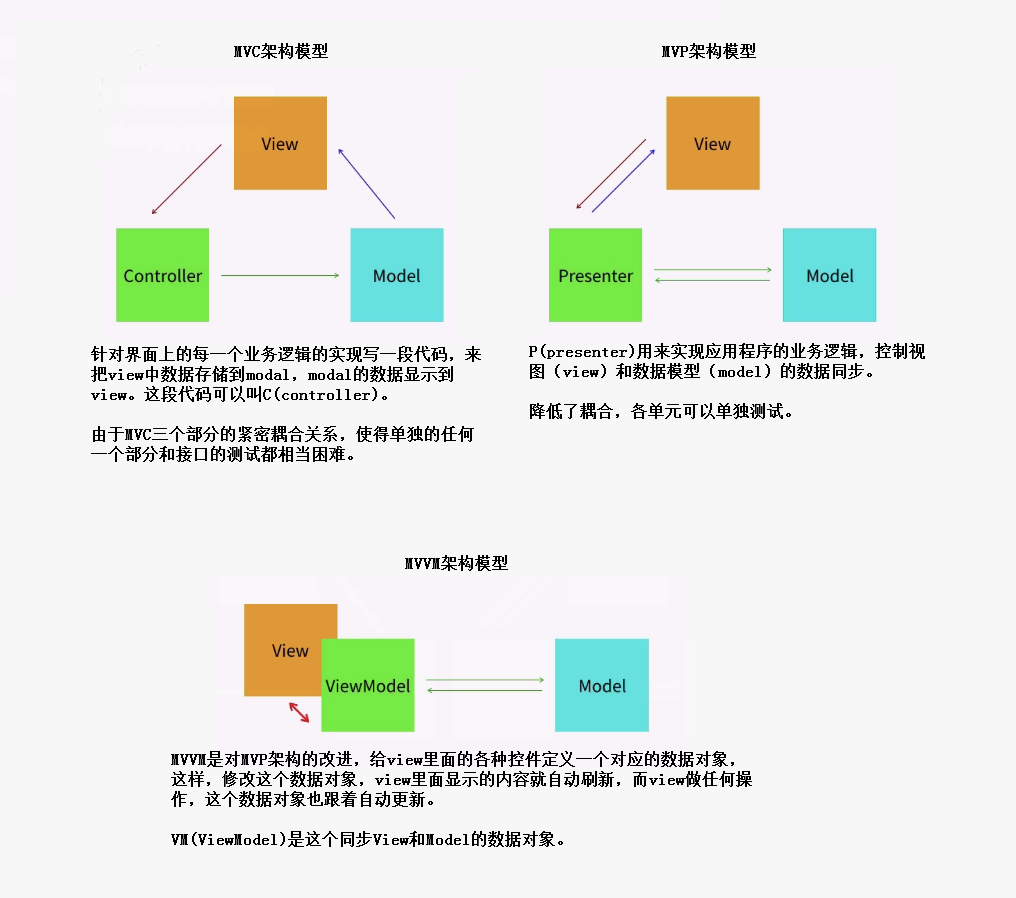 MVC架构模型
View
Controller
Model
针对界面上的每一个业务逻辑的实现写一段代码，来
把view中数据存储到modal，modal的数据显示到
view。这段代码可以叫C(controller)。
由于MVC三个部分的紧密耦合关系，使得单独的任何
一个部分和接口的测试都相当困难。
MVP架构模型
View
Presenter
Model
P(presenter)用来实现应用程序的业务逻辑，控制视
图（view）和数据模型（model）的数据同步。
降低了耦合，各单元可以单独测试。
MVVM架构模型
View
ViewModel
Model
MVVM是对MVP架构的改进，给view里面的各种控件定义一个对应的数据对象，
这样，修改这个数据对象，view里面显示的内容就自动刷新，而view做任何操
作，这个数据对象也跟着自动更新。
VM(ViewModel)是这个同步View和Model的数据对象。